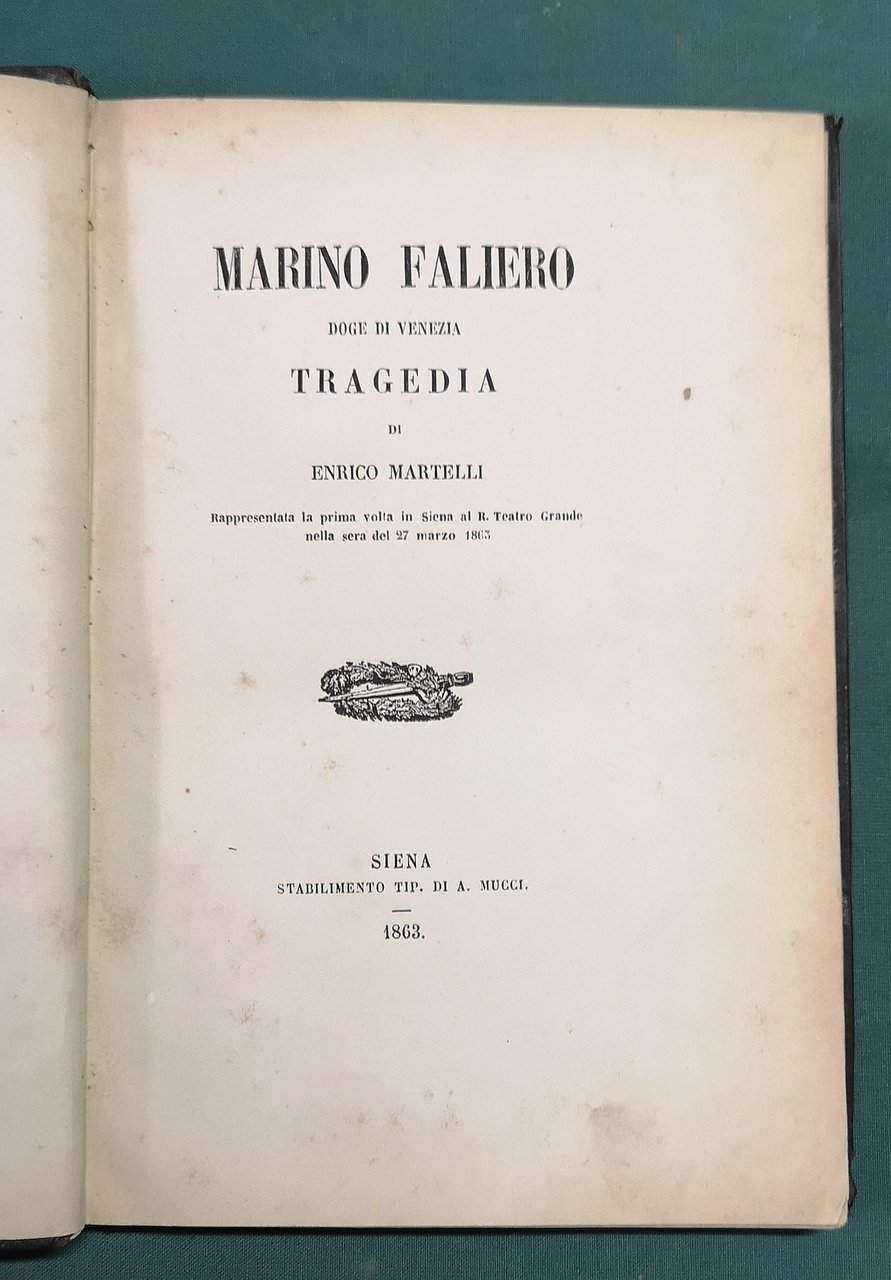 MARINO FALIERO
DOGE DI VENEZIA
TRAGEDIA
DI
ENRICO MARTELLI
Rappresentata la prima volta in Siena al R. Teatro Grande
nella sera del 27 marzo 1863
SIENA
STABILIMENTO TIP. DI A. MUCCI.
1863.